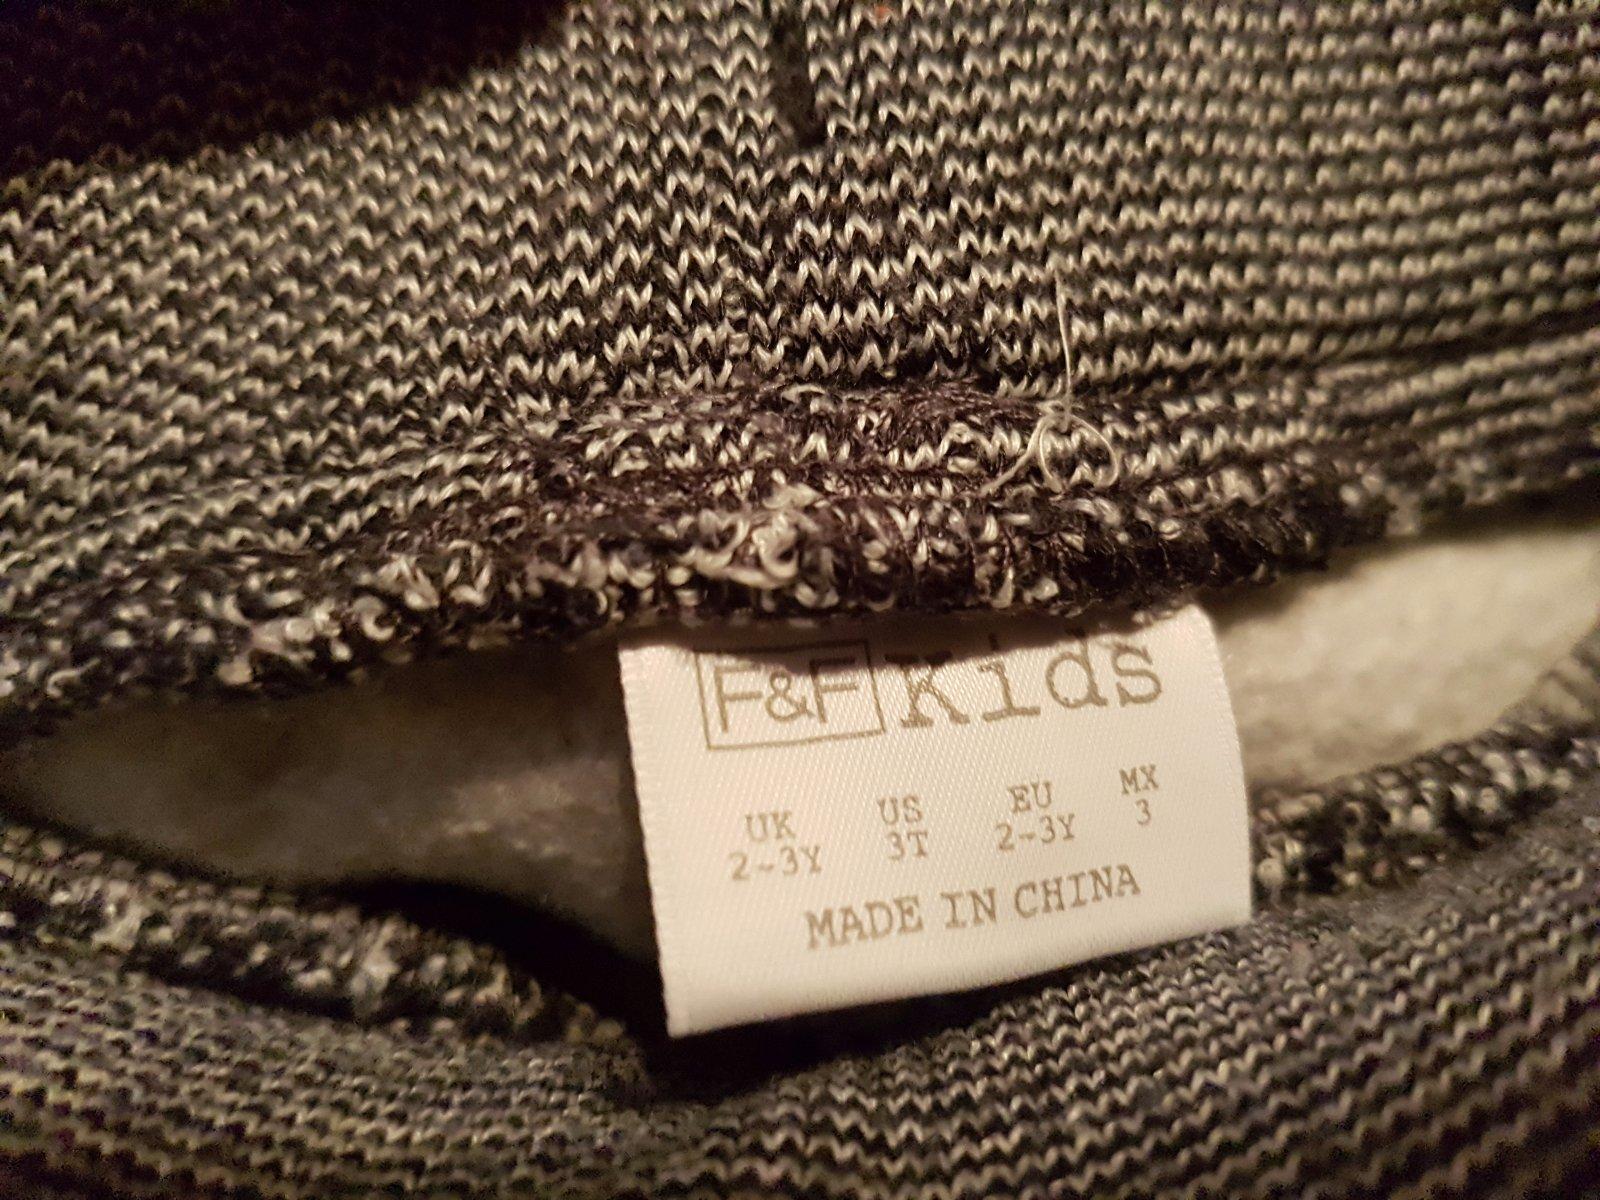 F&F Kids
UK US EU MX
2-3Y 3T 2-3Y 3
MADE IN CHINA